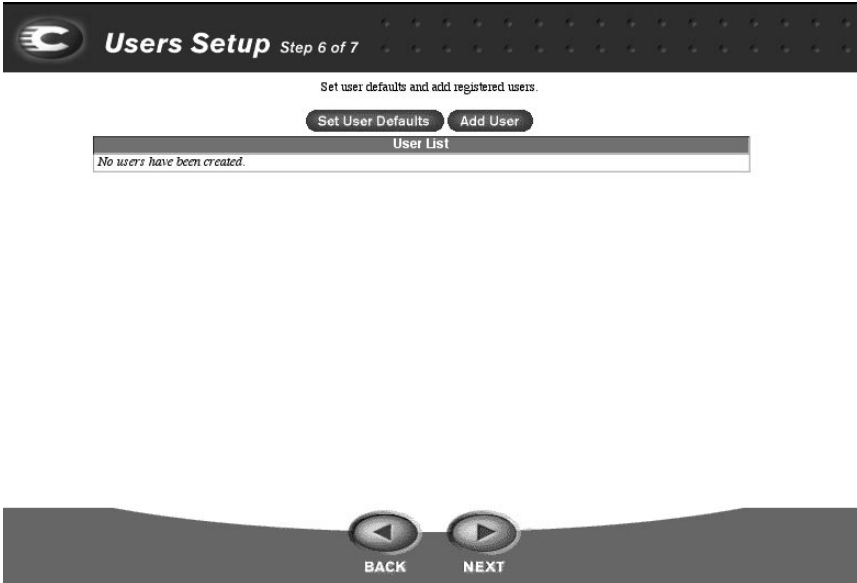 Users Setup Step 6 of 7
Set user defaults and add registered users.
Set User Defaults Add User
User List
No users have been created.
BACK NEXT